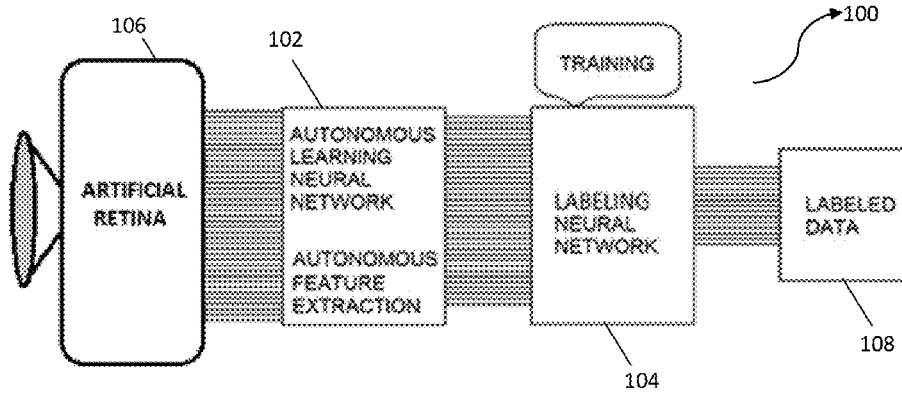 100
106
102
TRAINING
ARTIFICIAL
RETINA
AUTONOMOUS
LEARNING
NEURAL
NETWORK
AUTONOMOUS
FEATURE
EXTRACTION
LABELING
NEURAL
NETWORK
LABELED
DATA
104
108